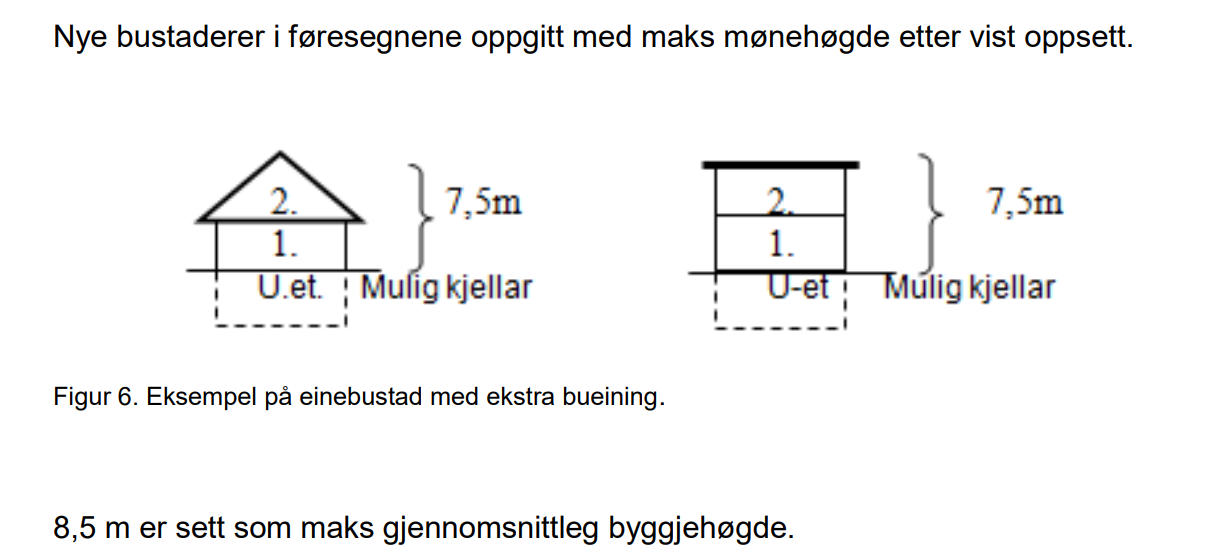 Nye bustaderer i føresegnene oppgitt med maks mønehøgde etter vist oppsett.
2.
7,5m
1.
U.et.
Mulig kjellar
2.
7,5m
1.
U-et
Mulig kjellar
Figur 6. Eksempel på einebustad med ekstra bueining.
8,5 m er sett som maks gjennomsnittleg byggjehøgde.